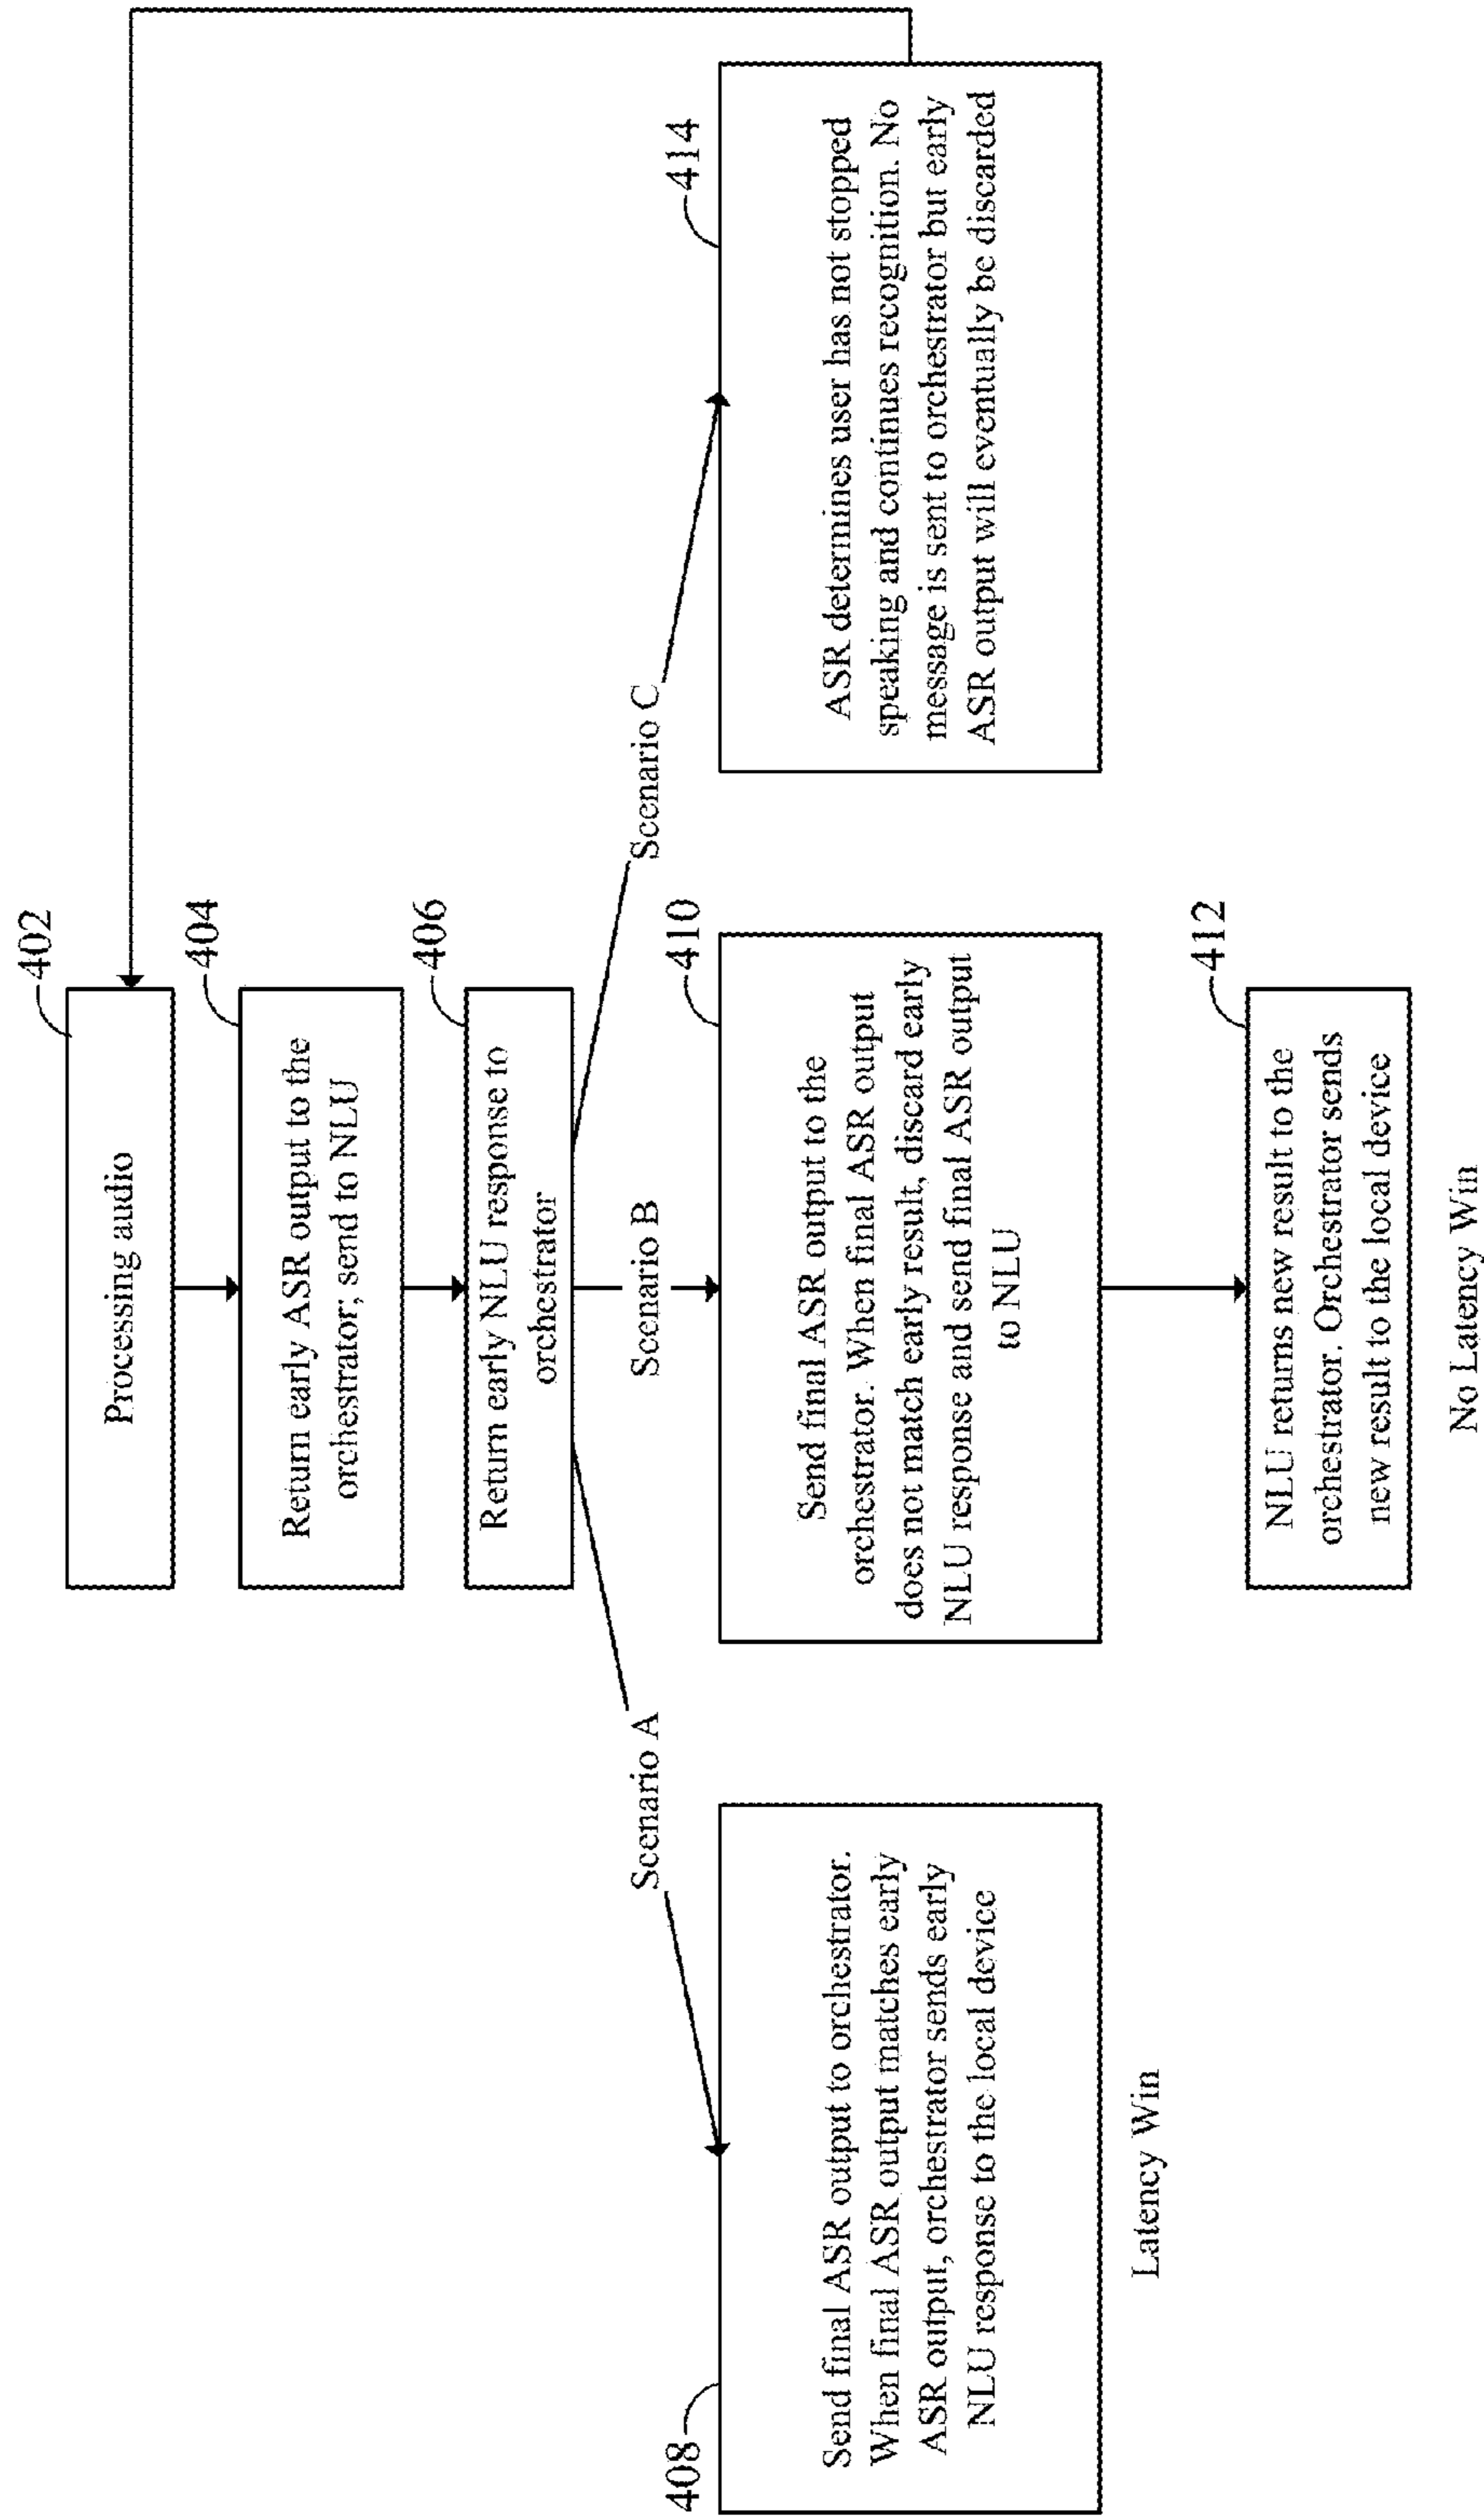 402
Processing audio
404
Return early ASR output to the
orchestrator; send to NLU
406
Return early NLU response to
orchestrator
Scenario A
Scenario B
Scenario C
408
Send final ASR output to orchestrator.
When final ASR output matches early
ASR output, orchestrator sends early
NLU response to the local device
Latency Win
410
Send final ASR output to the
orchestrator. When final ASR output
does not match early result, discard early
NLU response and send final ASR output
to NLU
412
NLU returns new result to the
orchestrator. Orchestrator sends
new result to the local device
No Latency Win
414
ASR determines user has not stopped
speaking and continues recognition. No
message is sent to orchestrator but early
ASR output will eventually be discarded